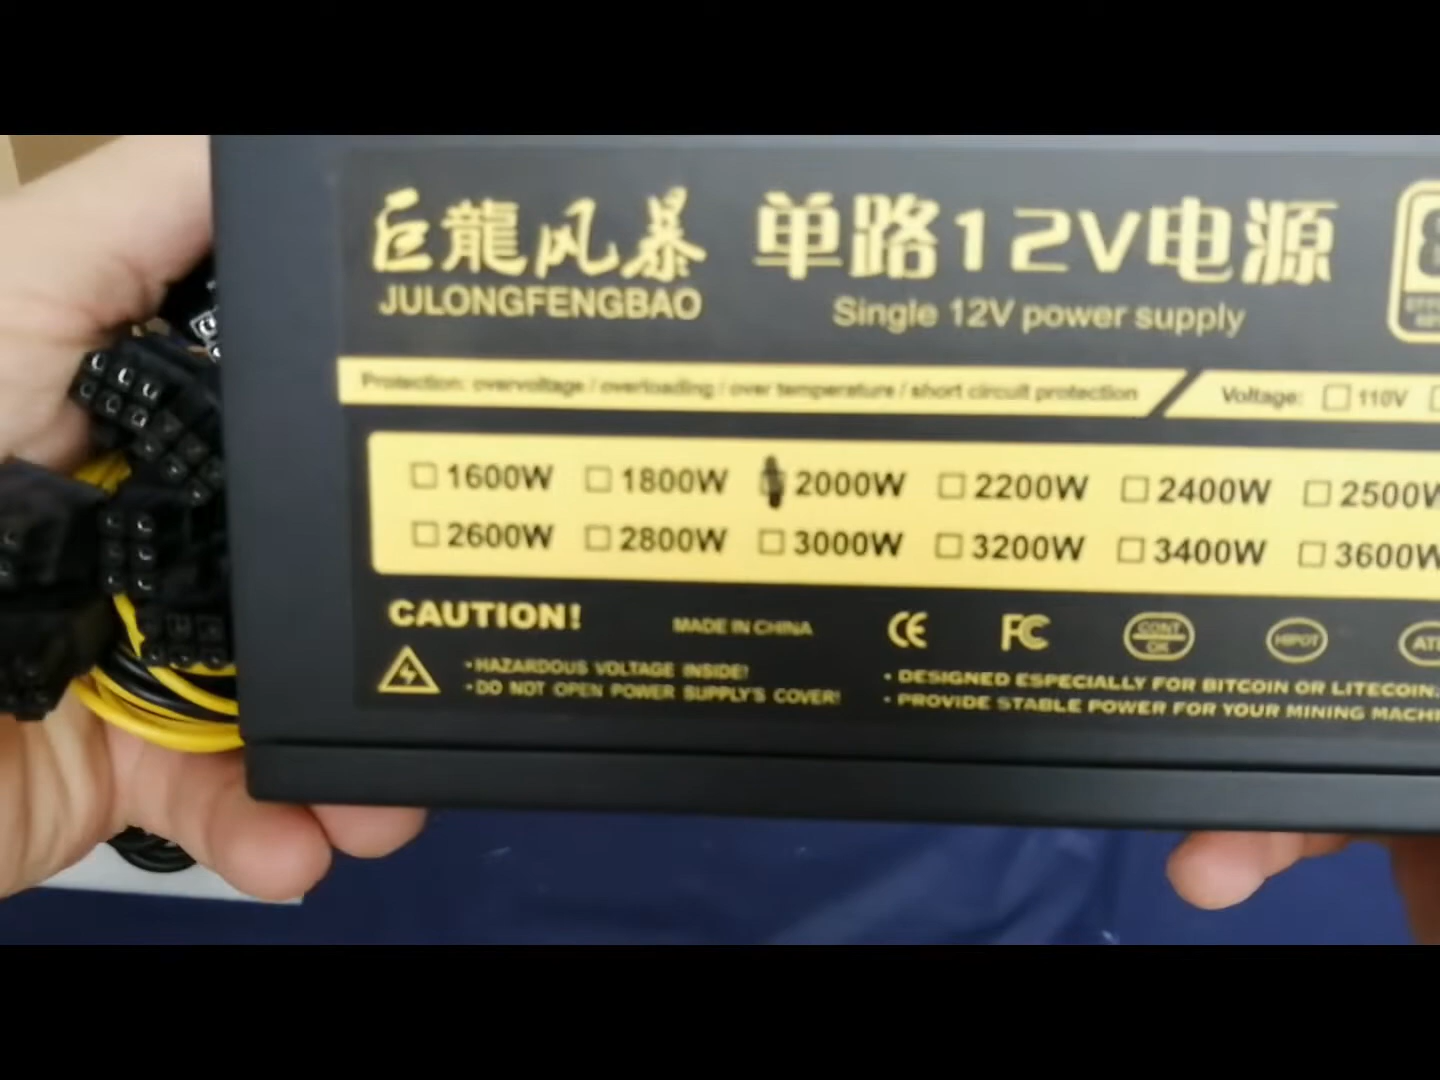 巨龍风暴 单路12V电源
JULONGFENGBAO Single 12V power supply
Protection: overvoltage / overloading / over temperature / short circuit protection Voltage: 110V
1600W 1800W 2000W 2200W 2400W 2500W
2600W 2800W 3000W 3200W 3400W 3600W
CAUTION! MADE IN CHINA CE FC CONT OK HIPOT
• HAZARDOUS VOLTAGE INSIDE!
• DO NOT OPEN POWER SUPPLY'S COVER!
• DESIGNED ESPECIALLY FOR BITCOIN OR LITECOIN.
• PROVIDE STABLE POWER FOR YOUR MINING